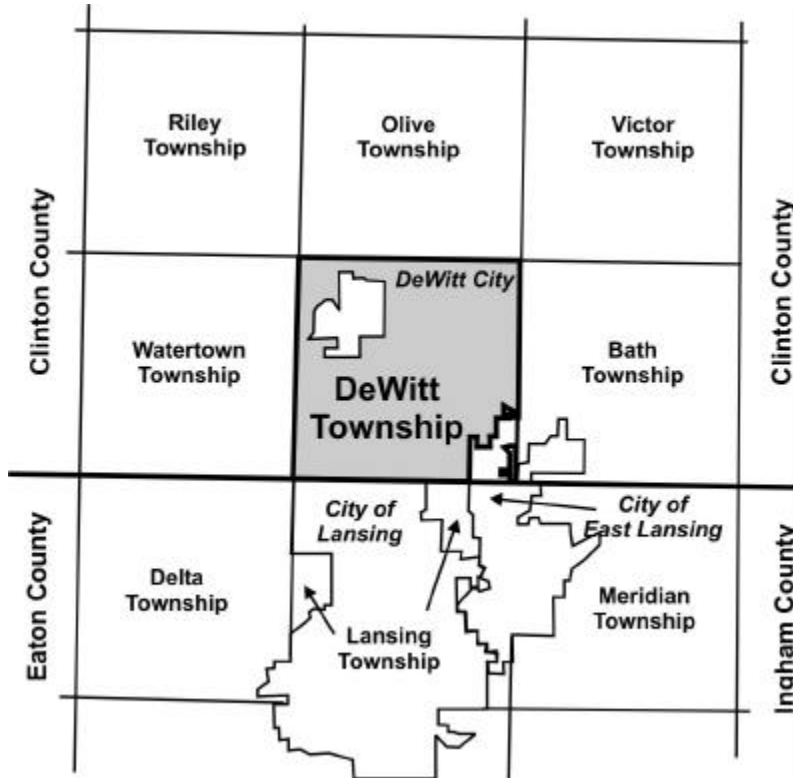 Riley
Township
Olive
Township
Victor
Township
Clinton County
Clinton County
DeWitt City
Watertown
Township
DeWitt
Township
Bath
Township
City of
Lansing
City of
East Lansing
Eaton County
Delta
Township
Lansing
Township
Meridian
Township
Ingham County